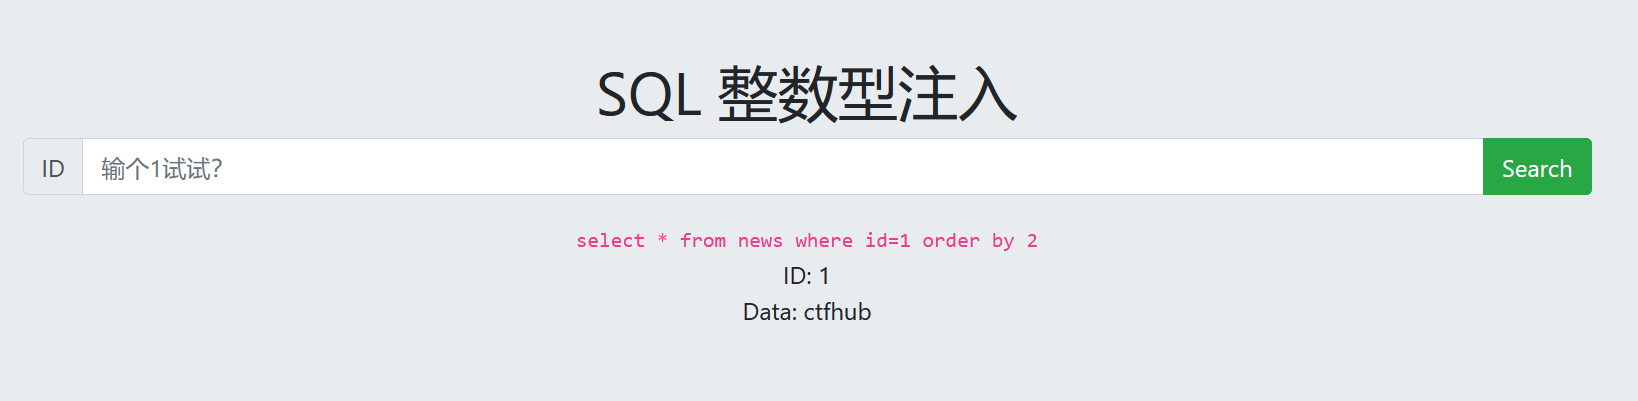 SQL 整数型注入
ID 输个1试试? Search
select * from news where id=1 order by 2
ID: 1
Data: ctfhub